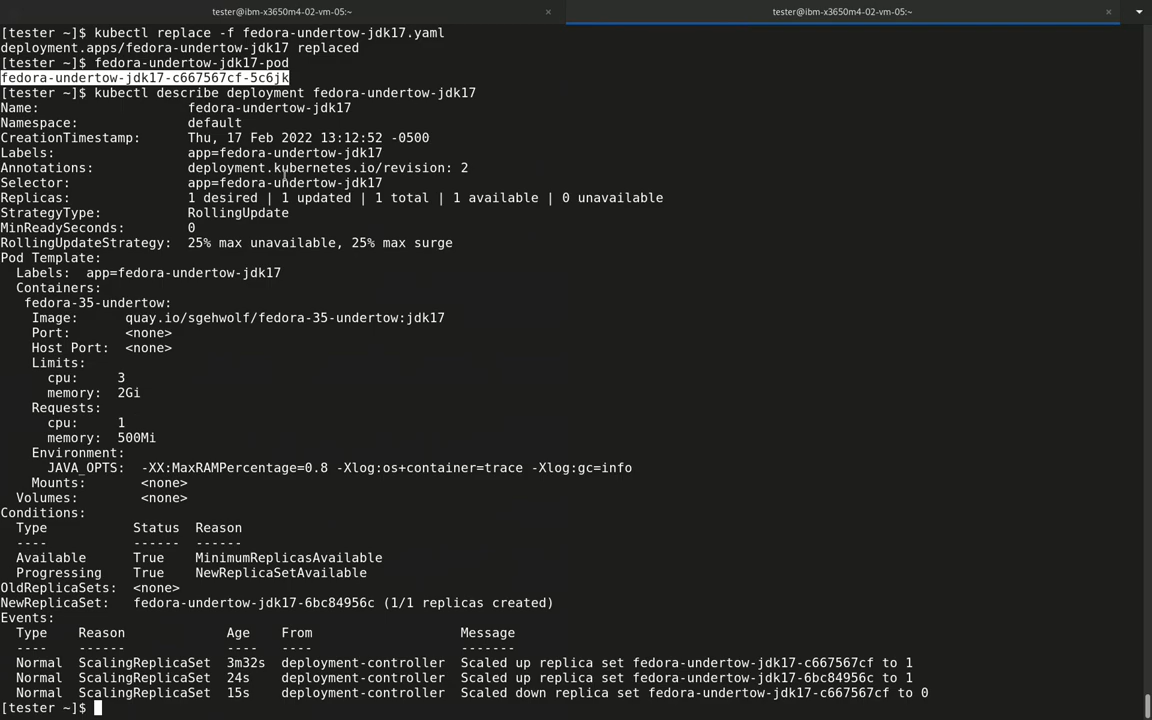 tester@ibm-x3650m4-02-vm-05:~ × tester@ibm-x3650m4-02-vm-05:~ ×
[tester ~]$ kubectl replace -f fedora-undertow-jdk17.yaml
deployment.apps/fedora-undertow-jdk17 replaced
[tester ~]$ fedora-undertow-jdk17-pod
fedora-undertow-jdk17-c667567cf-5c6jk
[tester ~]$ kubectl describe deployment fedora-undertow-jdk17
Name:                   fedora-undertow-jdk17
Namespace:              default
CreationTimestamp:      Thu, 17 Feb 2022 13:12:52 -0500
Labels:                 app=fedora-undertow-jdk17
Annotations:            deployment.kubernetes.io/revision: 2
Selector:               app=fedora-undertow-jdk17
Replicas:               1 desired | 1 updated | 1 total | 1 available | 0 unavailable
StrategyType:           RollingUpdate
MinReadySeconds:        0
RollingUpdateStrategy:  25% max unavailable, 25% max surge
Pod Template:
  Labels:  app=fedora-undertow-jdk17
  Containers:
   fedora-35-undertow:
    Image:      quay.io/sgehwolf/fedora-35-undertow:jdk17
    Port:       <none>
    Host Port:  <none>
    Limits:
      cpu:     3
      memory:  2Gi
    Requests:
      cpu:     1
      memory:  500Mi
    Environment:
      JAVA_OPTS:  -XX:MaxRAMPercentage=0.8 -Xlog:os+container=trace -Xlog:gc=info
    Mounts:      <none>
  Volumes:       <none>
Conditions:
  Type           Status  Reason
  ----           ------  ------
  Available      True    MinimumReplicasAvailable
  Progressing    True    NewReplicaSetAvailable
OldReplicaSets:  <none>
NewReplicaSet:   fedora-undertow-jdk17-6bc84956c (1/1 replicas created)
Events:
  Type    Reason             Age    From                   Message
  ----    ------             ----   ----                   -------
  Normal  ScalingReplicaSet  3m32s  deployment-controller  Scaled up replica set fedora-undertow-jdk17-c667567cf to 1
  Normal  ScalingReplicaSet  24s    deployment-controller  Scaled up replica set fedora-undertow-jdk17-6bc84956c to 1
  Normal  ScalingReplicaSet  15s    deployment-controller  Scaled down replica set fedora-undertow-jdk17-c667567cf to 0
[tester ~]$